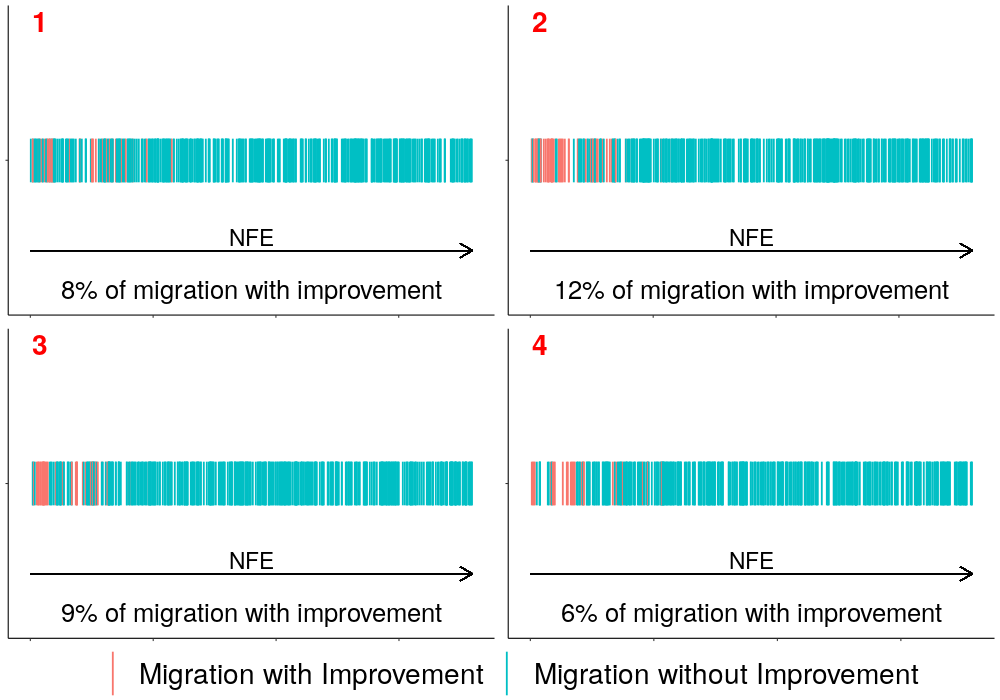 1
NFE
8% of migration with improvement
2
NFE
12% of migration with improvement
3
NFE
9% of migration with improvement
4
NFE
6% of migration with improvement
Migration with Improvement
Migration without Improvement